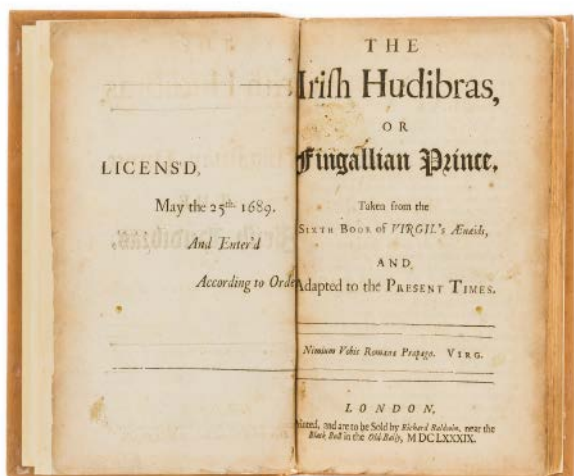 LICENS'D,
May the 25th. 1689.
And Enter'd
According to Orde
THE
Irish Hudibras,
OR
Fingallian Prince,
Taken from the
SIXTH BOOK of VIRGIL's Ænaids,
AND
Adapted to the PRESENT TIMES.
Nimium Vobis Romana Propago. VIRG.
LONDON,
Printed, and are to be Sold by Richard Baldwin, near the
Black Bull in the Old-Baily, MDCLXXXIX.